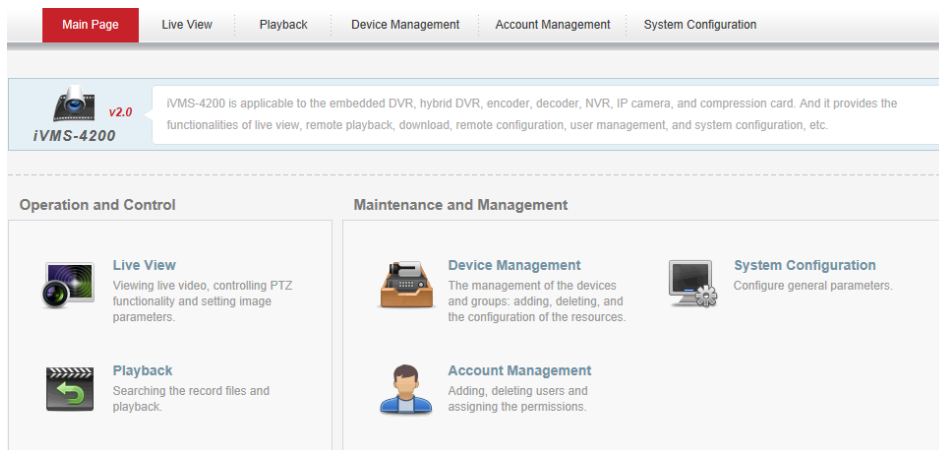 Main Page
Live View
Playback
Device Management
Account Management
System Configuration
v2.0
iVMS-4200
iVMS-4200 is applicable to the embedded DVR, hybrid DVR, encoder, decoder, NVR, IP camera, and compression card. And it provides the
functionalities of live view, remote playback, download, remote configuration, user management, and system configuration, etc.
Operation and Control
Live View
Viewing live video, controlling PTZ
functionality and setting image
parameters.
Playback
Searching the record files and
playback.
Maintenance and Management
Device Management
The management of the devices
and groups: adding, deleting, and
the configuration of the resources.
System Configuration
Configure general parameters.
Account Management
Adding, deleting users and
assigning the permissions.